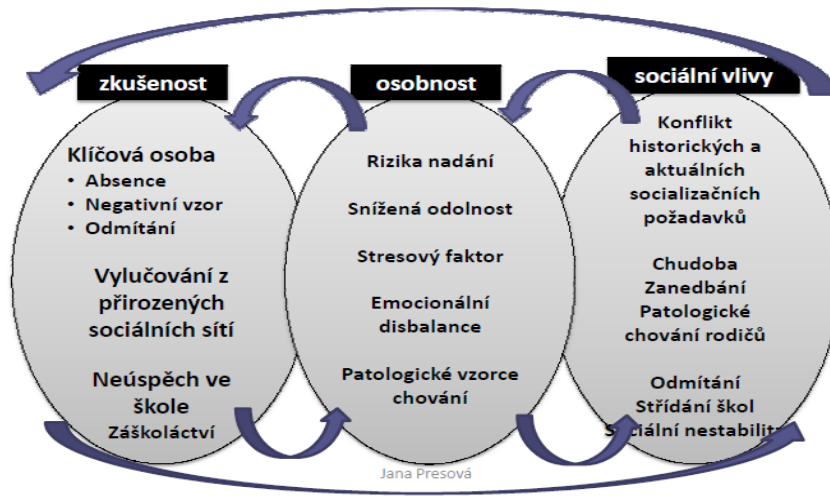 zkušenost
Klíčová osoba
• Absence
• Negativní vzor
• Odmítání
Vylučování z
přirozených
sociálních sítí
Neúspěch ve
škole
Záškoláctví
osobnost
Rizika nadání
Snížená odolnost
Stresový faktor
Emocionální
disbalance
Patologické vzorce
chování
sociální vlivy
Konflikt
historických a
aktuálních
socializačních
požadavků
Chudoba
Zanedbání
Patologické
chování rodičů
Odmítání
Střídání škol
Sociální nestabilita
Jana Presová